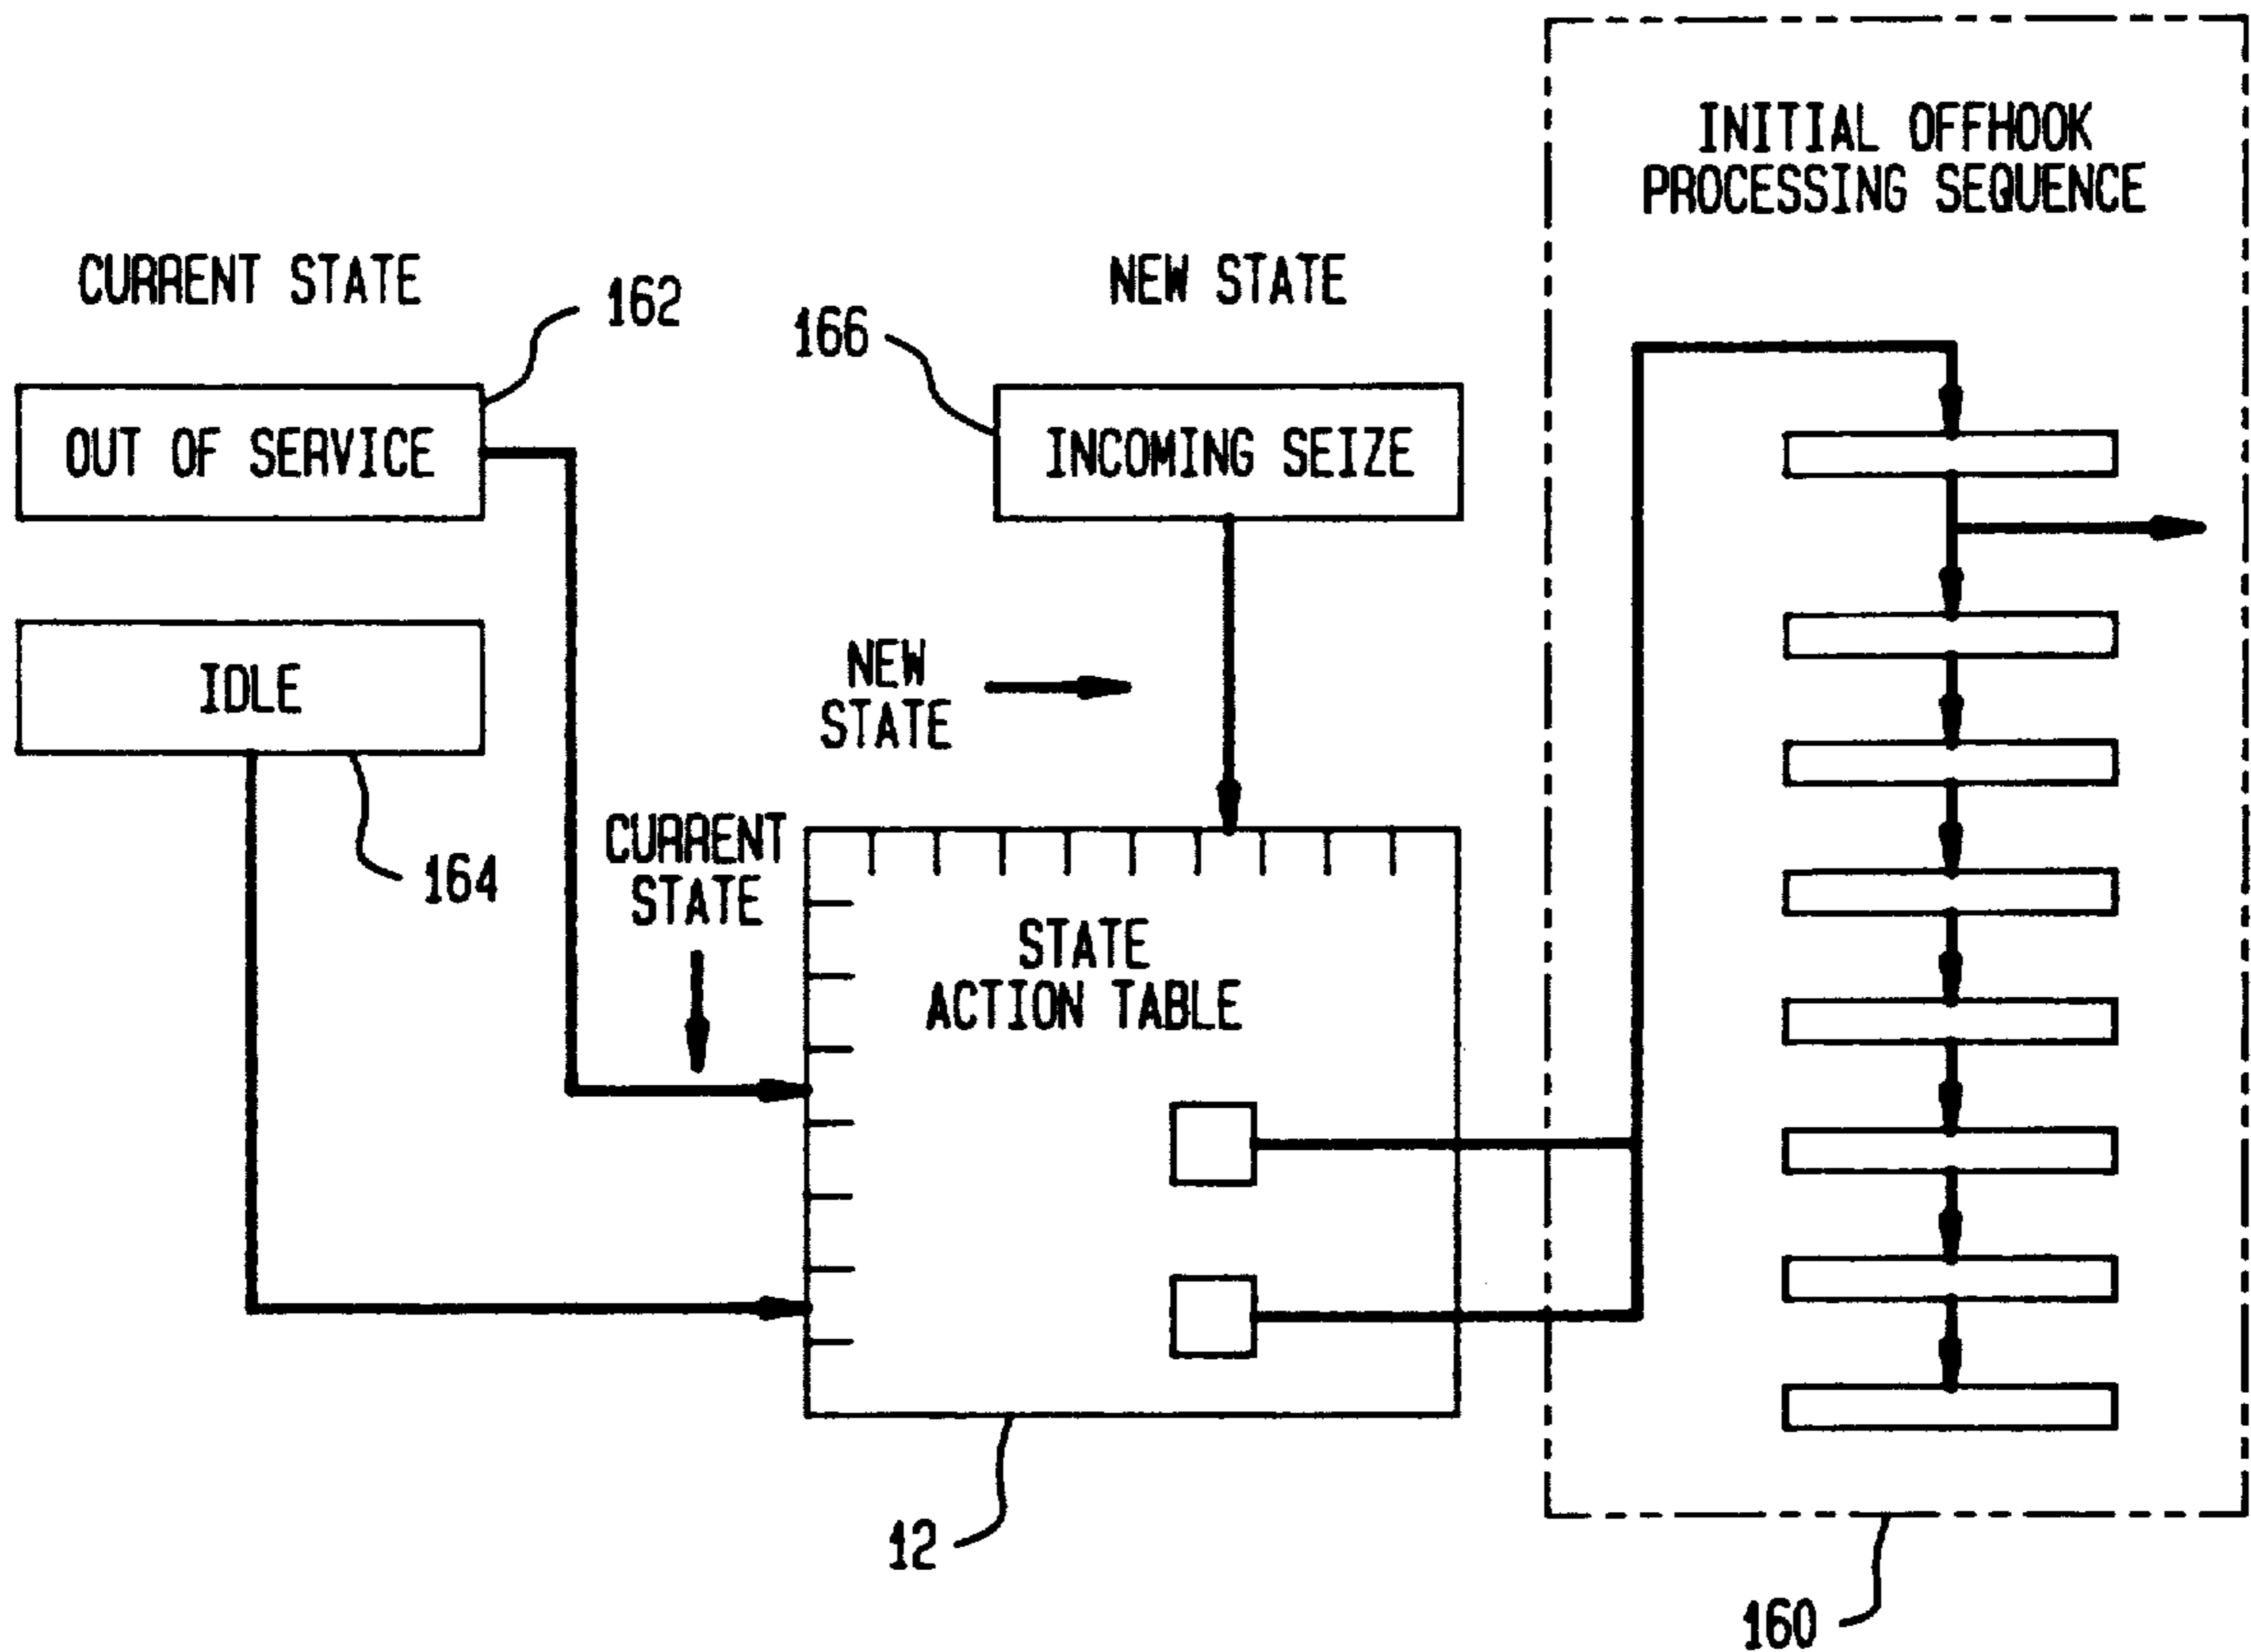 INITIAL OFFHOOK
PROCESSING SEQUENCE
CURRENT STATE
162
NEW STATE
166
OUT OF SERVICE
INCOMING SEIZE
IDLE
NEW
STATE
164
CURRENT
STATE
STATE
ACTION TABLE
12
160